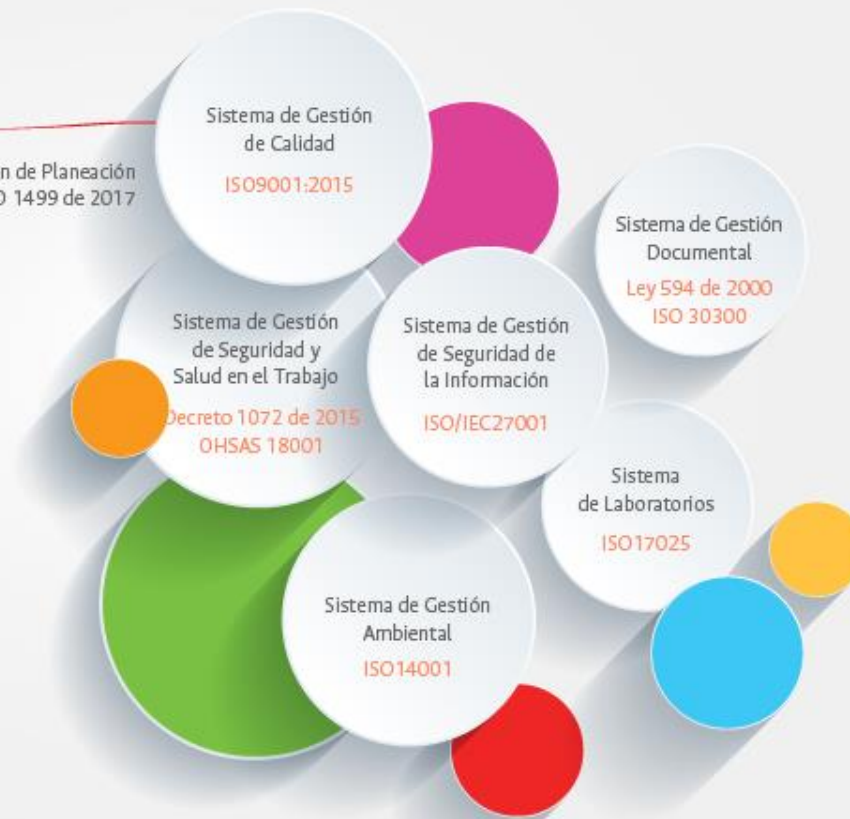 Sistema de Gestión
de Calidad
ISO9001:2015
de Planeación
1499 de 2017
Sistema de Gestión
Documental
Ley 594 de 2000
ISO 30300
Sistema de Gestión
de Seguridad y
Salud en el Trabajo
Decreto 1072 de 2015
OHSAS 18001
Sistema de Gestión
de Seguridad de
la Información
ISO/IEC27001
Sistema
de Laboratorios
ISO17025
Sistema de Gestión
Ambiental
ISO14001